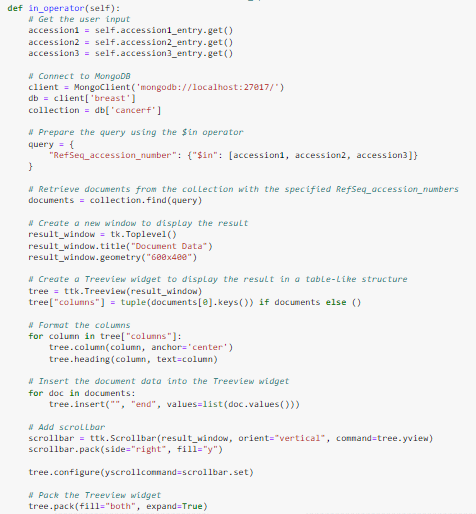 def in_operator(self):
    # Get the user input
    accession1 = self.accession1_entry.get()
    accession2 = self.accession2_entry.get()
    accession3 = self.accession3_entry.get()

    # Connect to MongoDB
    client = MongoClient('mongodb://localhost:27017/')
    db = client['breast']
    collection = db['cancerf']

    # Prepare the query using the $in operator
    query = {
        "RefSeq_accession_number": {"$in": [accession1, accession2, accession3]}
    }

    # Retrieve documents from the collection with the specified RefSeq_accession_numbers
    documents = collection.find(query)

    # Create a new window to display the result
    result_window = tk.Toplevel()
    result_window.title("Document Data")
    result_window.geometry("600x400")

    # Create a Treeview widget to display the result in a table-like structure
    tree = ttk.Treeview(result_window)
    tree["columns"] = tuple(documents[0].keys()) if documents else ()

    # Format the columns
    for column in tree["columns"]:
        tree.column(column, anchor='center')
        tree.heading(column, text=column)

    # Insert the document data into the Treeview widget
    for doc in documents:
        tree.insert("", "end", values=list(doc.values()))

    # Add scrollbar
    scrollbar = ttk.Scrollbar(result_window, orient="vertical", command=tree.yview)
    scrollbar.pack(side="right", fill="y")

    tree.configure(yscrollcommand=scrollbar.set)

    # Pack the Treeview widget
    tree.pack(fill="both", expand=True)